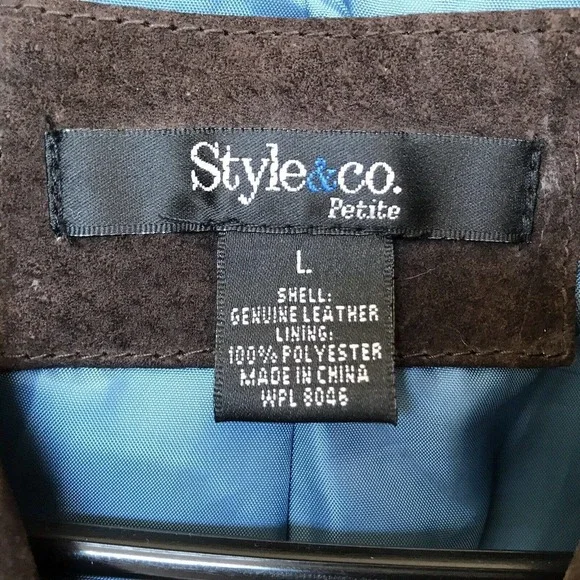 Style&co.
Petite
L
SHELL:
GENUINE LEATHER
LINING:
100% POLYESTER
MADE IN CHINA
WPL 8046